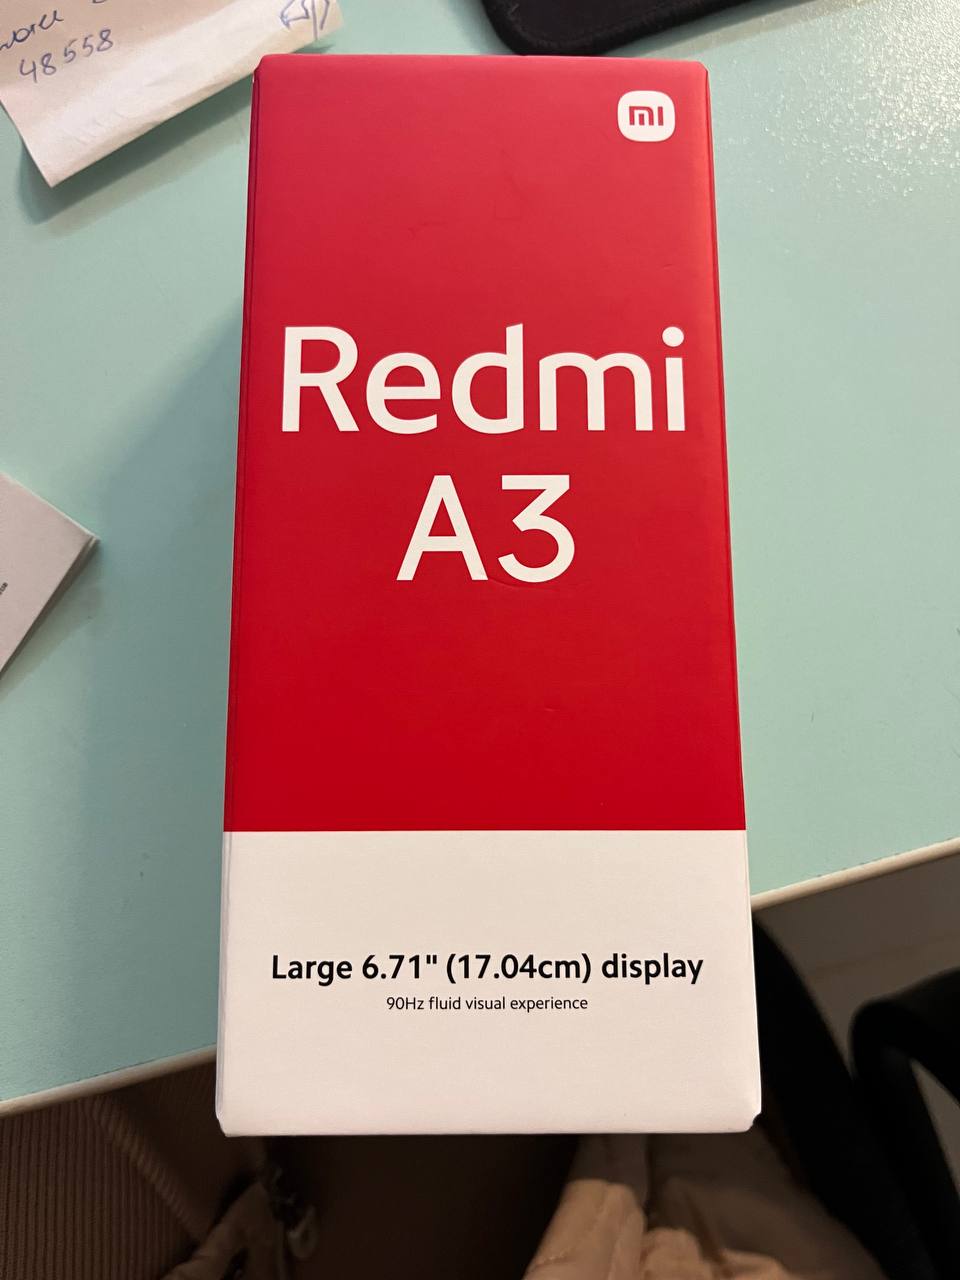 48558
mi
Redmi
A3
Large 6.71" (17.04cm) display
90Hz fluid visual experience